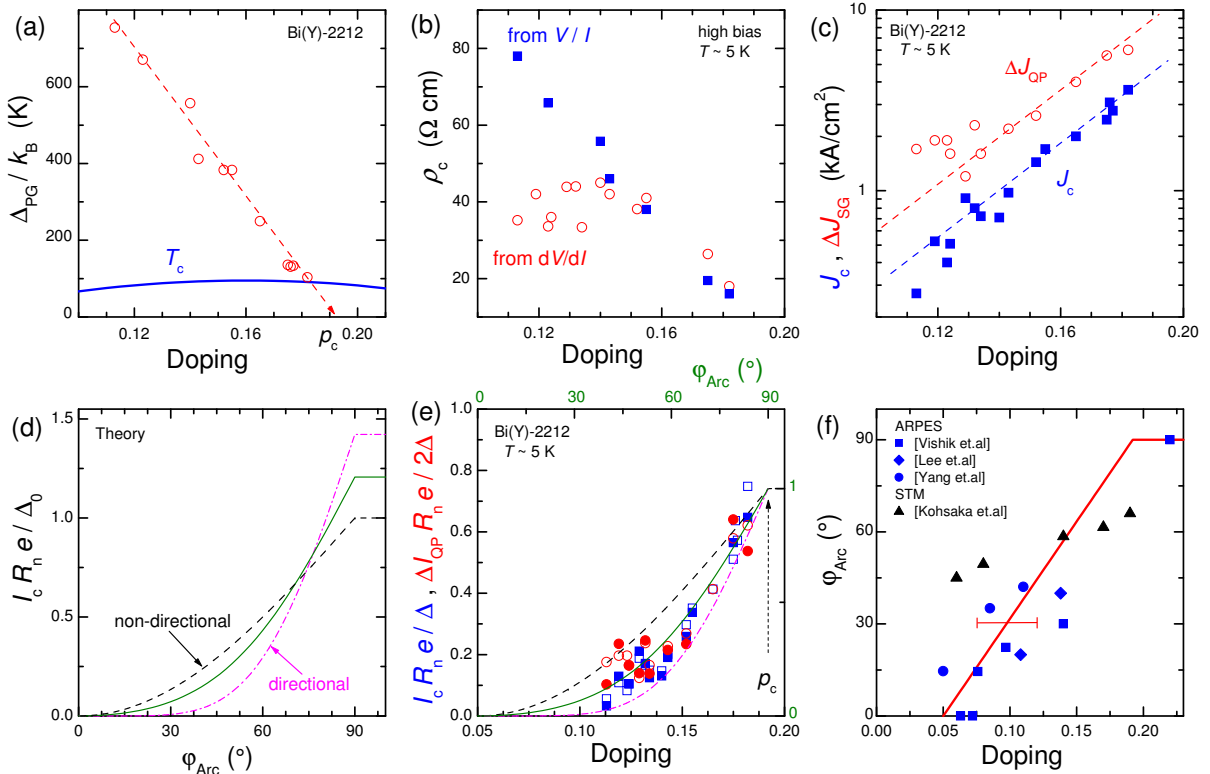 (a)
Bi(Y)-2212
Δ_PG / k_B (K)
600
400
200
0
T_c
p_c
0.12
0.16
0.20
Doping
(b)
from V / I
high bias
T ~ 5 K
ρ_c (Ω cm)
80
60
40
20
from dV/dI
0.12
0.16
0.20
Doping
(c)
Bi(Y)-2212
T ~ 5 K
ΔJ_QP
J_c
J_c , ΔJ_SG (kA/cm²)
10
1
0.12
0.16
0.20
Doping
(d)
Theory
I_c R_n e / Δ_0
1.5
1.25
1.0
0.75
0.5
0.25
0.0
non-directional
directional
0
30
60
90
φ_Arc (°)
(e)
φ_Arc (°)
0
30
60
90
Bi(Y)-2212
T ~ 5 K
I_c R_n e / Δ , ΔI_QP R_n e / 2Δ
1.0
0.8
0.6
0.4
0.2
0.0
1
0
p_c
0.05
0.10
0.15
0.20
Doping
(f)
ARPES
[Vishik et.al]
[Lee et.al]
[Yang et.al]
STM
[Kohsaka et.al]
φ_Arc (°)
90
60
30
0
0.00
0.05
0.10
0.15
0.20
Doping